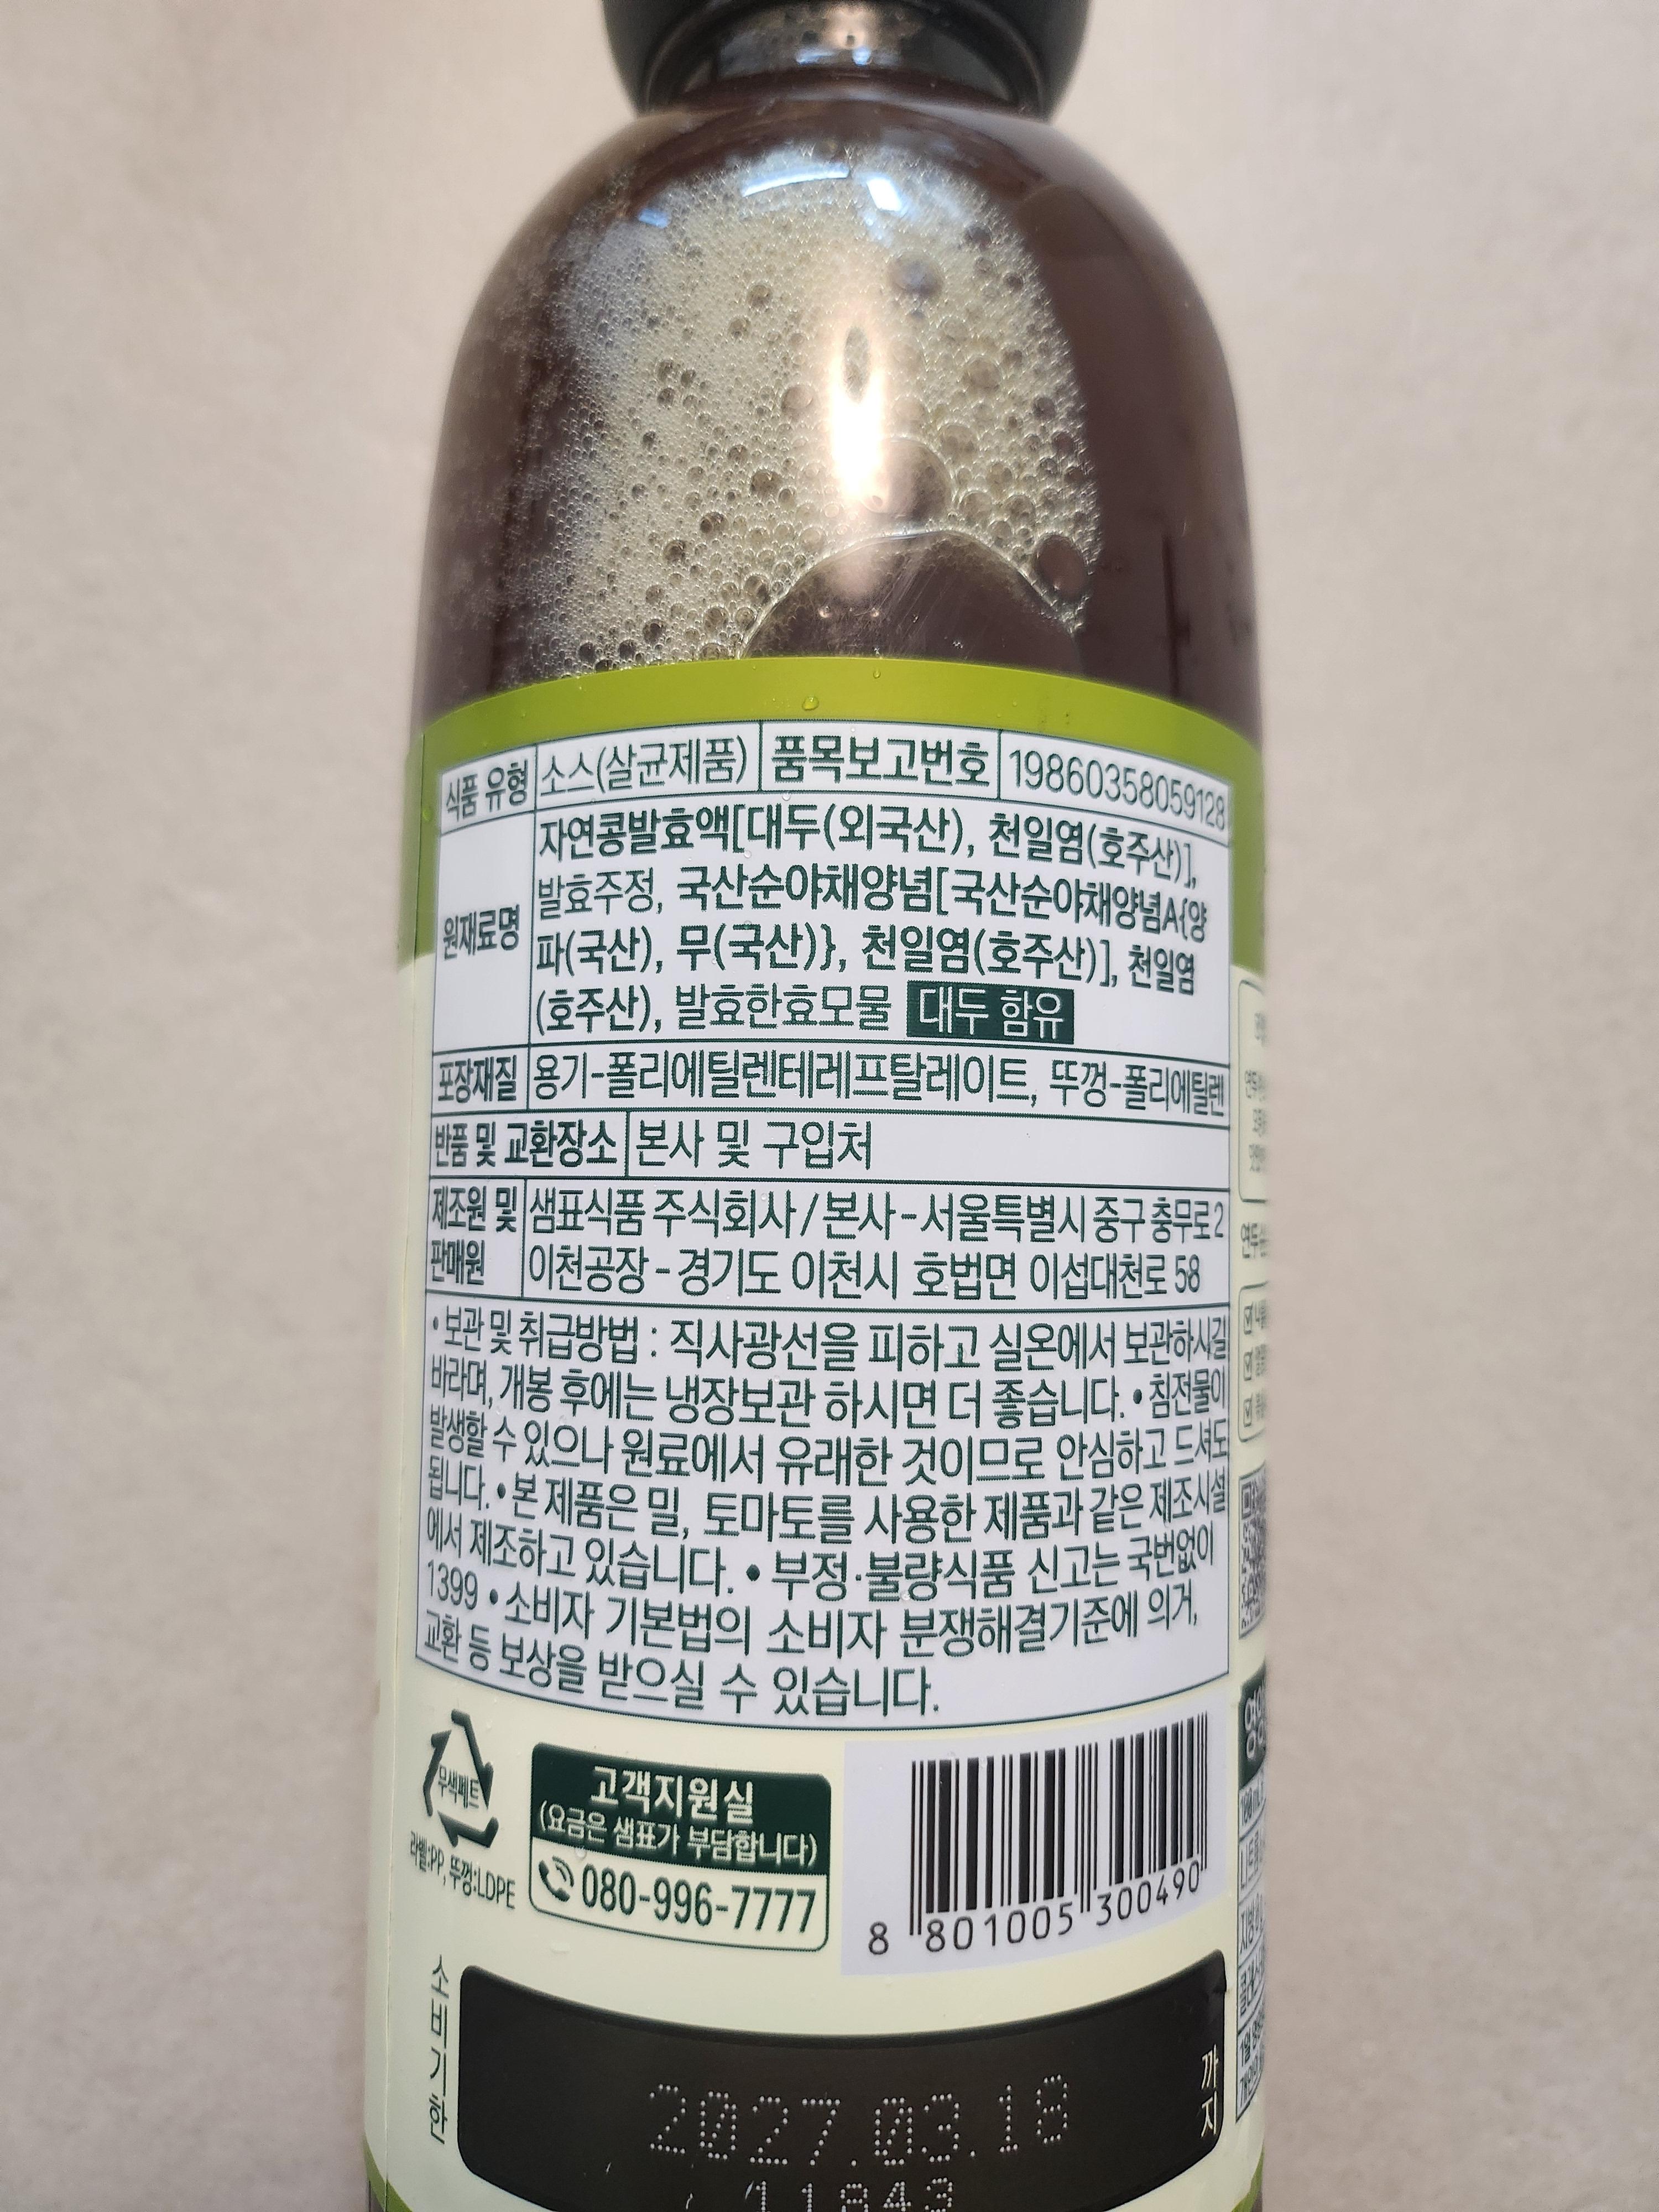 식품 유형 소스(살균제품) 품목보고번호 19860358059128
원재료명
자연콩발효액[대두(외국산), 천일염(호주산)],
발효주정, 국산순야채양념[국산순야채양념A{양
파(국산), 무(국산)}, 천일염(호주산)], 천일염
(호주산), 발효한효모물 대두 함유
포장재질 용기-폴리에틸렌테레프탈레이트, 뚜껑-폴리에틸렌
반품 및 교환장소 본사 및 구입처
제조원 및
판매원
샘표식품 주식회사/본사-서울특별시 중구 충무로2
이천공장-경기도 이천시 호법면 이섭대천로 58
• 보관 및 취급방법 : 직사광선을 피하고 실온에서 보관하시길
바라며, 개봉 후에는 냉장보관 하시면 더 좋습니다. • 침전물이
발생할 수 있으나 원료에서 유래한 것이므로 안심하고 드셔도
됩니다. • 본 제품은 밀, 토마토를 사용한 제품과 같은 제조시설
에서 제조하고 있습니다. • 부정·불량식품 신고는 국번없이
1399 • 소비자 기본법의 소비자 분쟁해결기준에 의거,
교환 등 보상을 받으실 수 있습니다.
무색페트
라벨:PP, 뚜껑:LDPE
고객지원실
(요금은 샘표가 부담합니다)
080-996-7777
8 801005 300490
소비기한
2027.03.18
까지